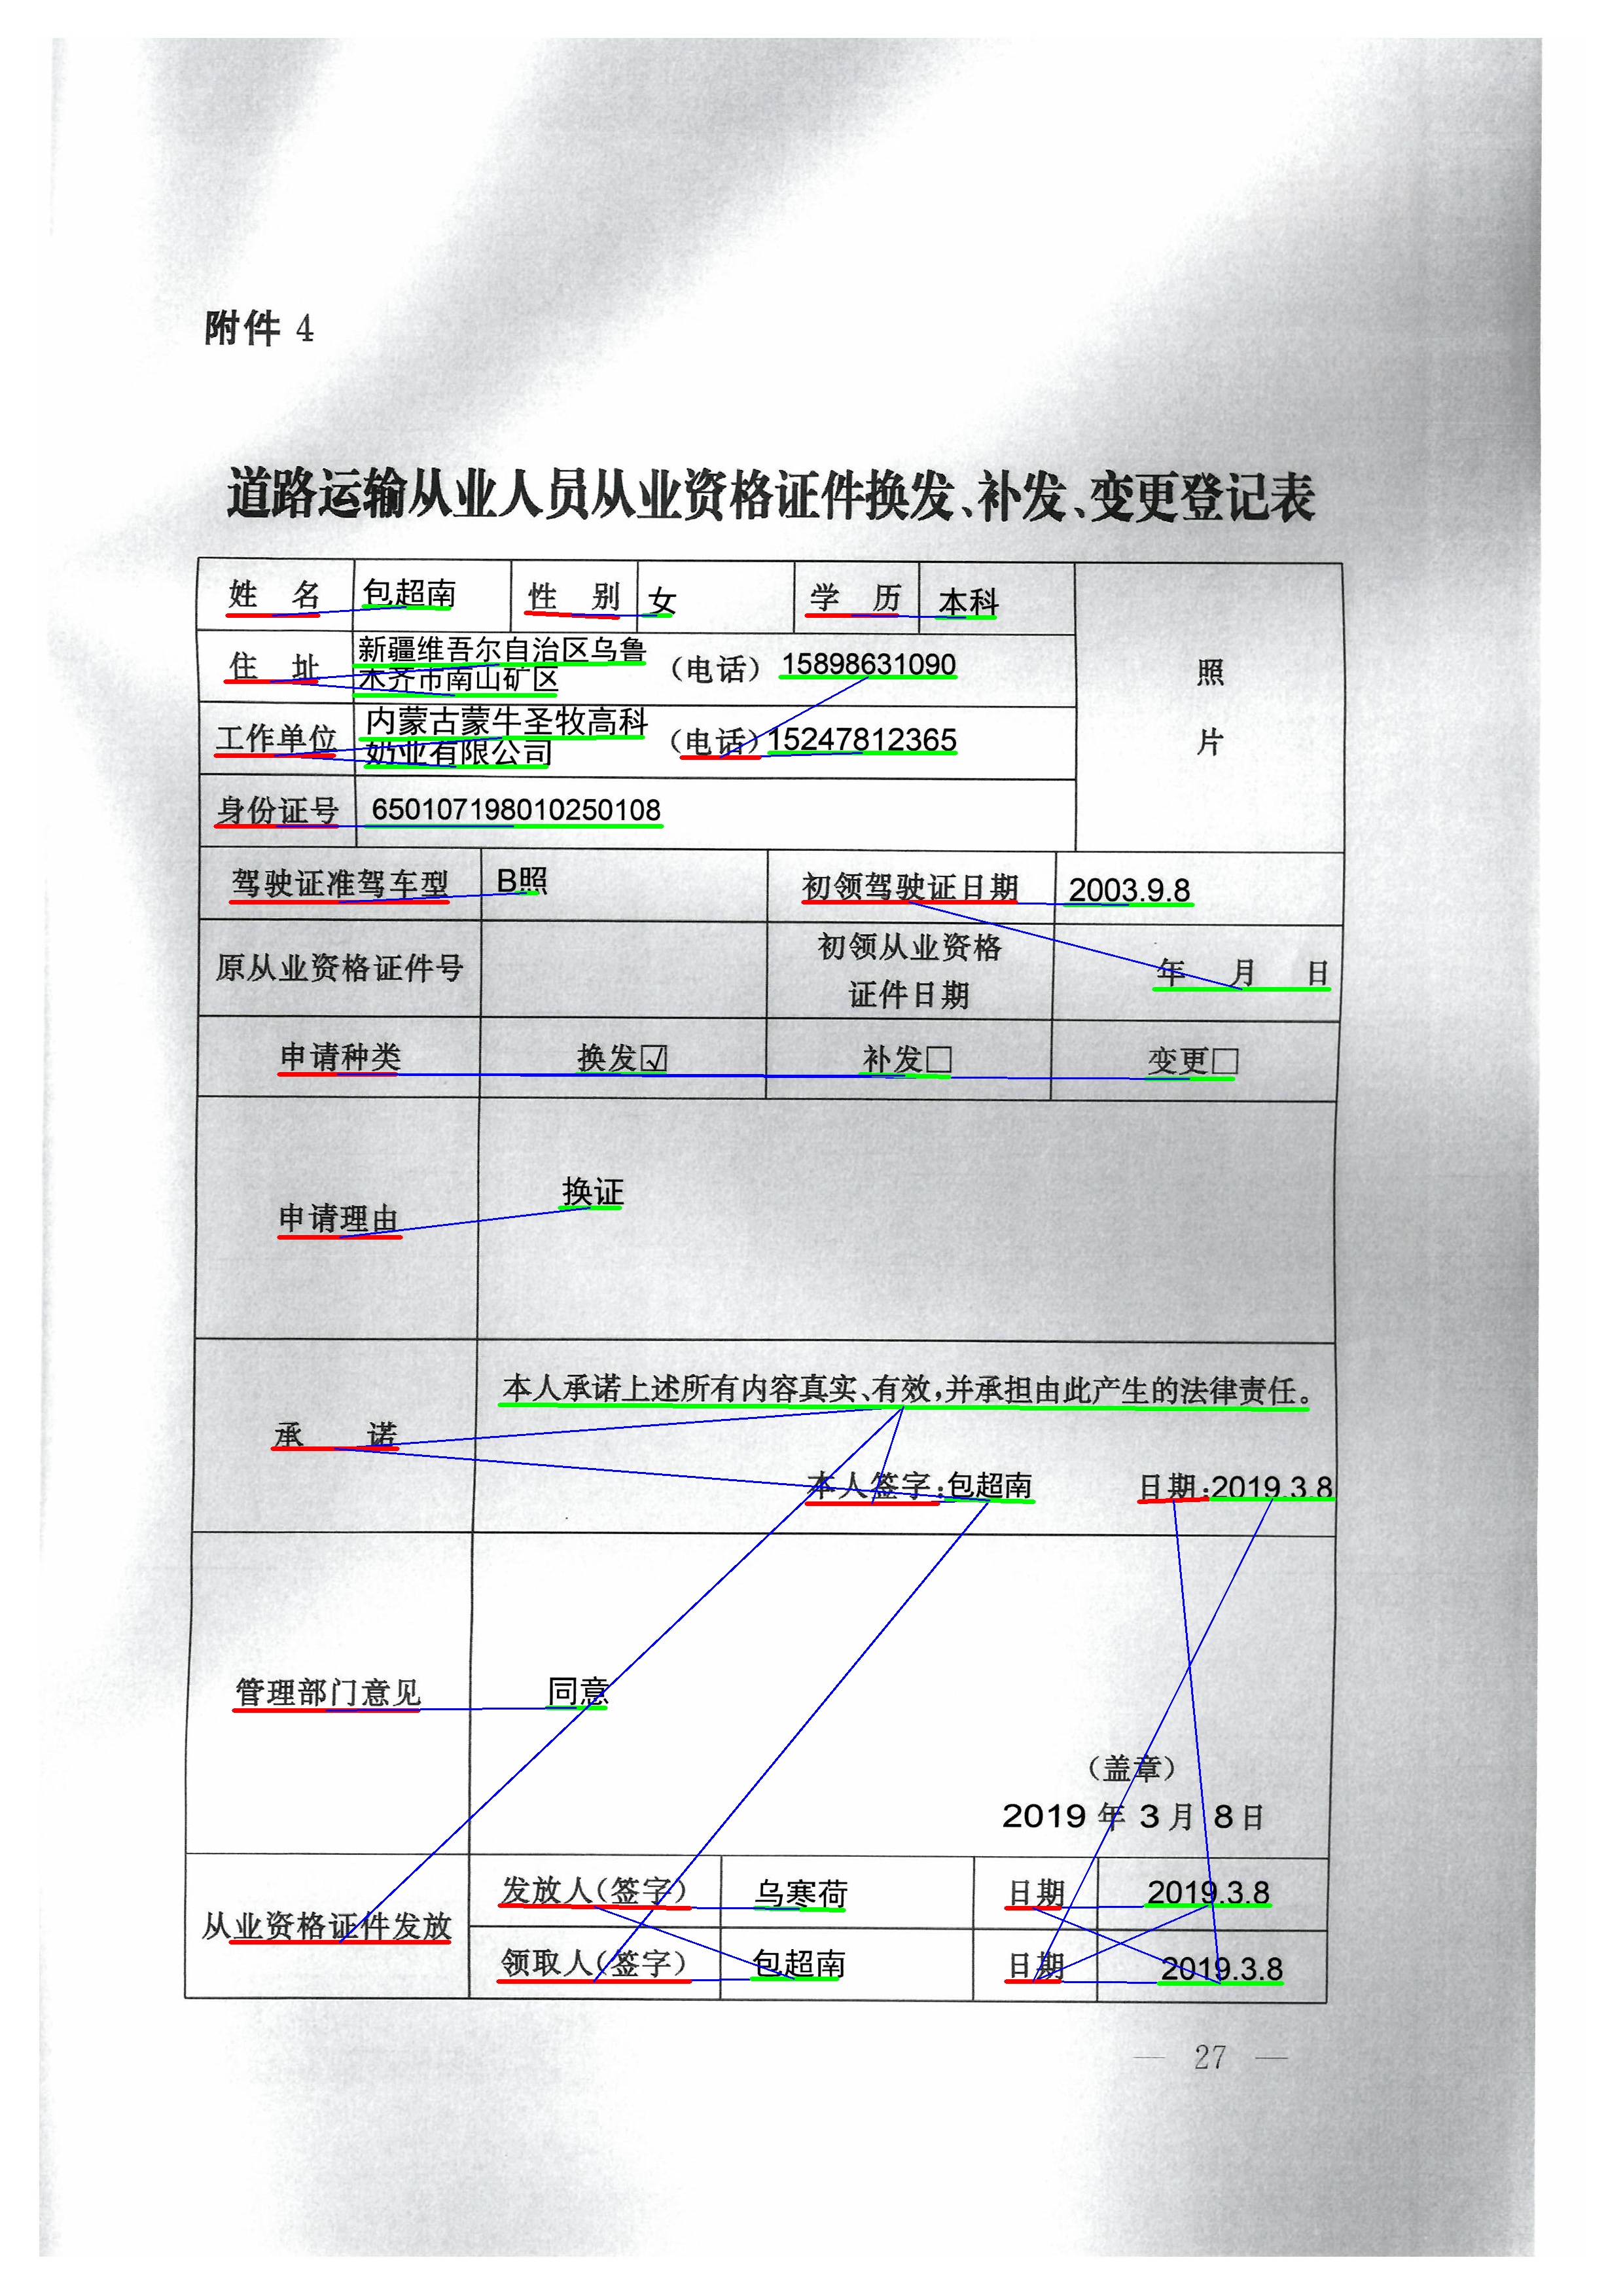 附件 4
道路运输从业人员从业资格证件换发、补发、变更登记表
姓 名 包超南 性 别 女 学 历 本科
照
片
住 址 新疆维吾尔自治区乌鲁
木齐市南山矿区 （电话） 15898631090
工作单位 内蒙古蒙牛圣牧高科
奶业有限公司 （电话） 15247812365
身份证号 650107198010250108
驾驶证准驾车型 B照 初领驾驶证日期 2003.9.8
原从业资格证件号 初领从业资格
证件日期 年 月 日
申请种类 换发☑ 补发□ 变更□
申请理由 换证
承 诺 本人承诺上述所有内容真实、有效，并承担由此产生的法律责任。
本人签字：包超南 日期：2019.3.8
管理部门意见 同意
（盖章）
2019 年 3 月 8 日
从业资格证件发放 发放人（签字） 乌寒荷 日期 2019.3.8
领取人（签字） 包超南 日期 2019.3.8
— 27 —